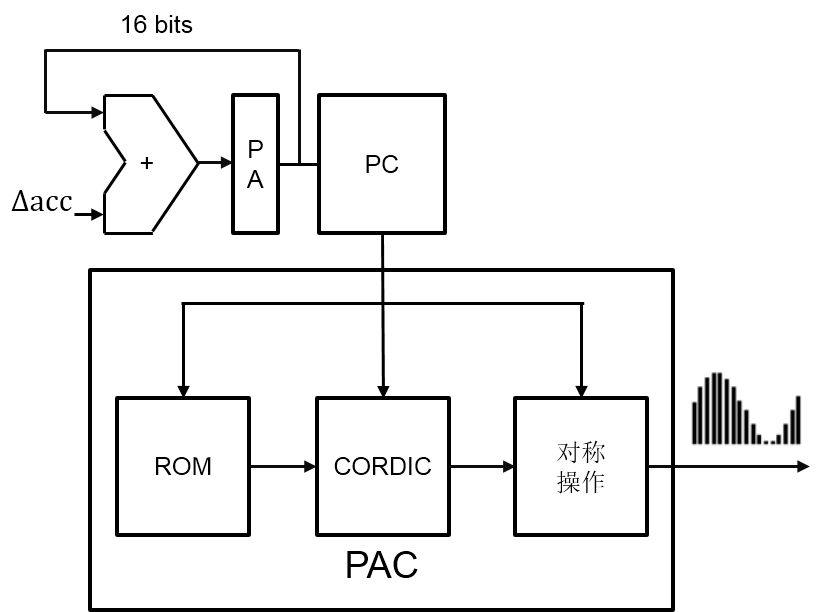 16 bits
+
P
A
PC
Δacc
ROM
CORDIC
对称
操作
PAC